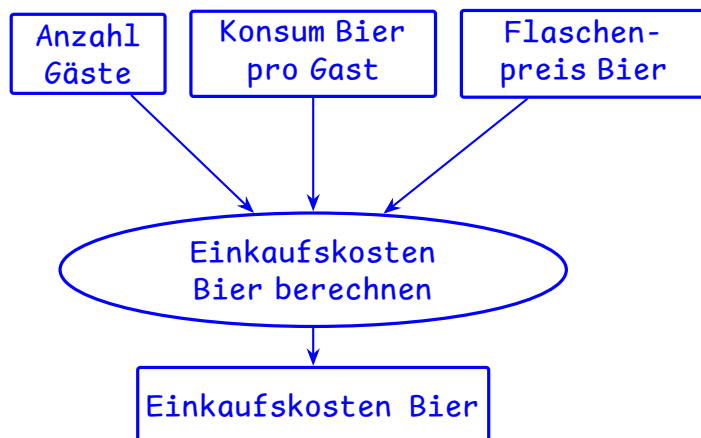 Anzahl
Gäste
Konsum Bier
pro Gast
Flaschen-
preis Bier
Einkaufskosten
Bier berechnen
Einkaufskosten Bier